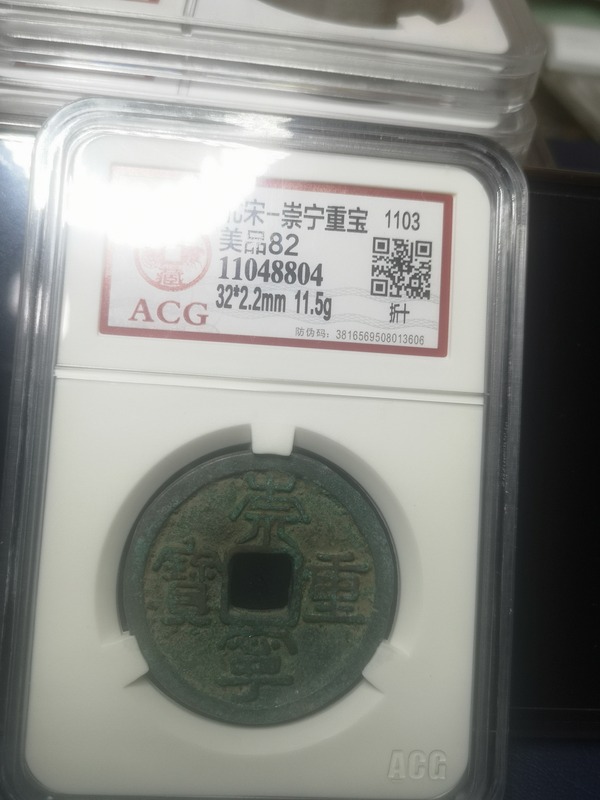 北宋-崇宁重宝 1103
美品82
11048804
32*2.2mm 11.5g
折十
ACG
防伪码：3816569508013606
崇
寶 重
寧
ACG